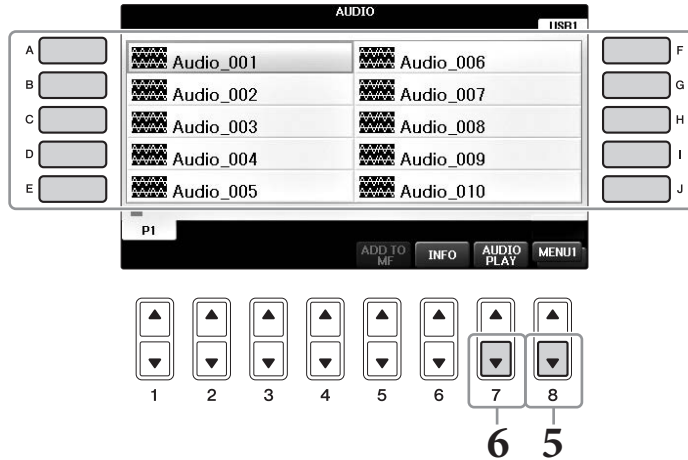 AUDIO
USB1
A Audio_001 Audio_006 F
B Audio_002 Audio_007 G
C Audio_003 Audio_008 H
D Audio_004 Audio_009 I
E Audio_005 Audio_010 J
P1
ADD TO MF INFO AUDIO PLAY MENU1
1 2 3 4 5 6 7 8
6 5